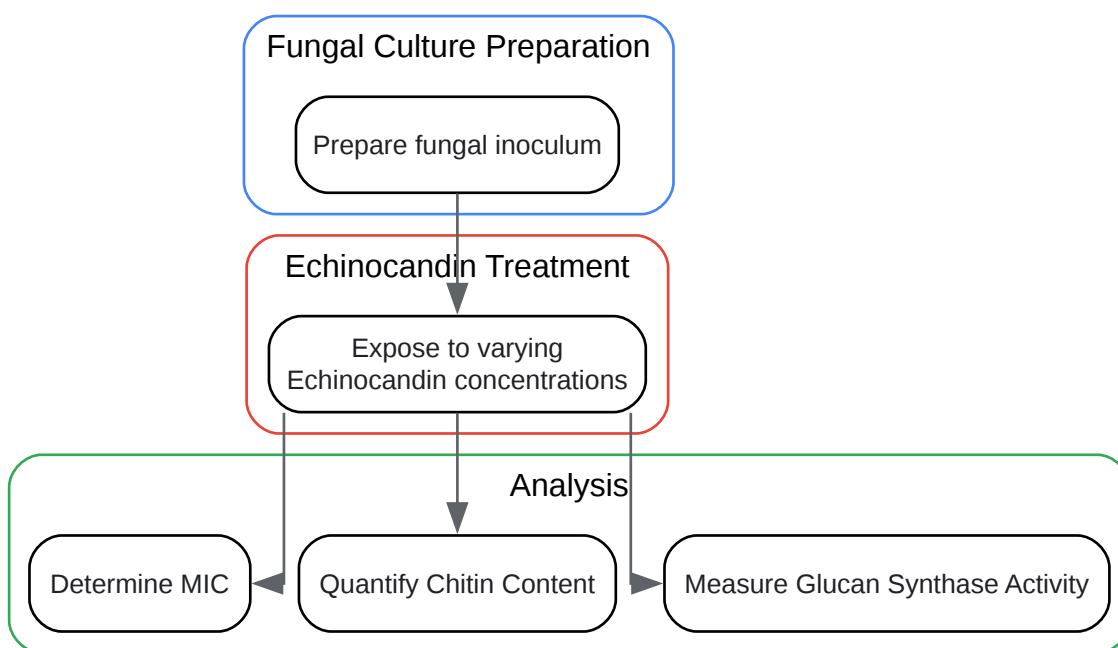 Fungal Culture Preparation
Prepare fungal inoculum
Echinocandin Treatment
Expose to varying
Echinocandin concentrations
Analysis
Determine MIC
Quantify Chitin Content
Measure Glucan Synthase Activity